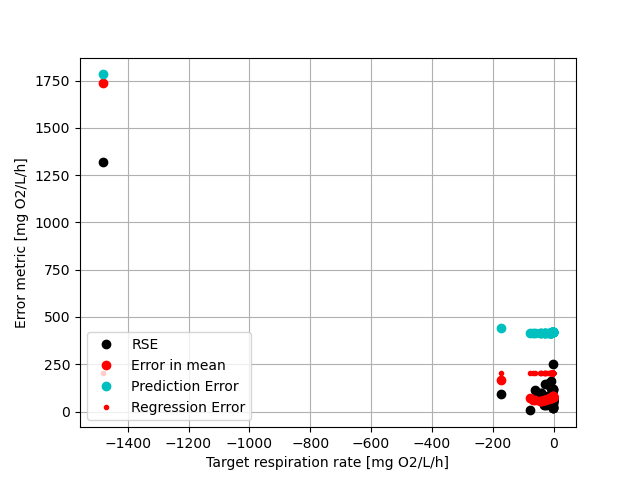 1750
1500
1250
1000
750
500
250
0
Error metric [mg O2/L/h]
RSE
Error in mean
Prediction Error
Regression Error
−1400 −1200 −1000 −800 −600 −400 −200 0
Target respiration rate [mg O2/L/h]